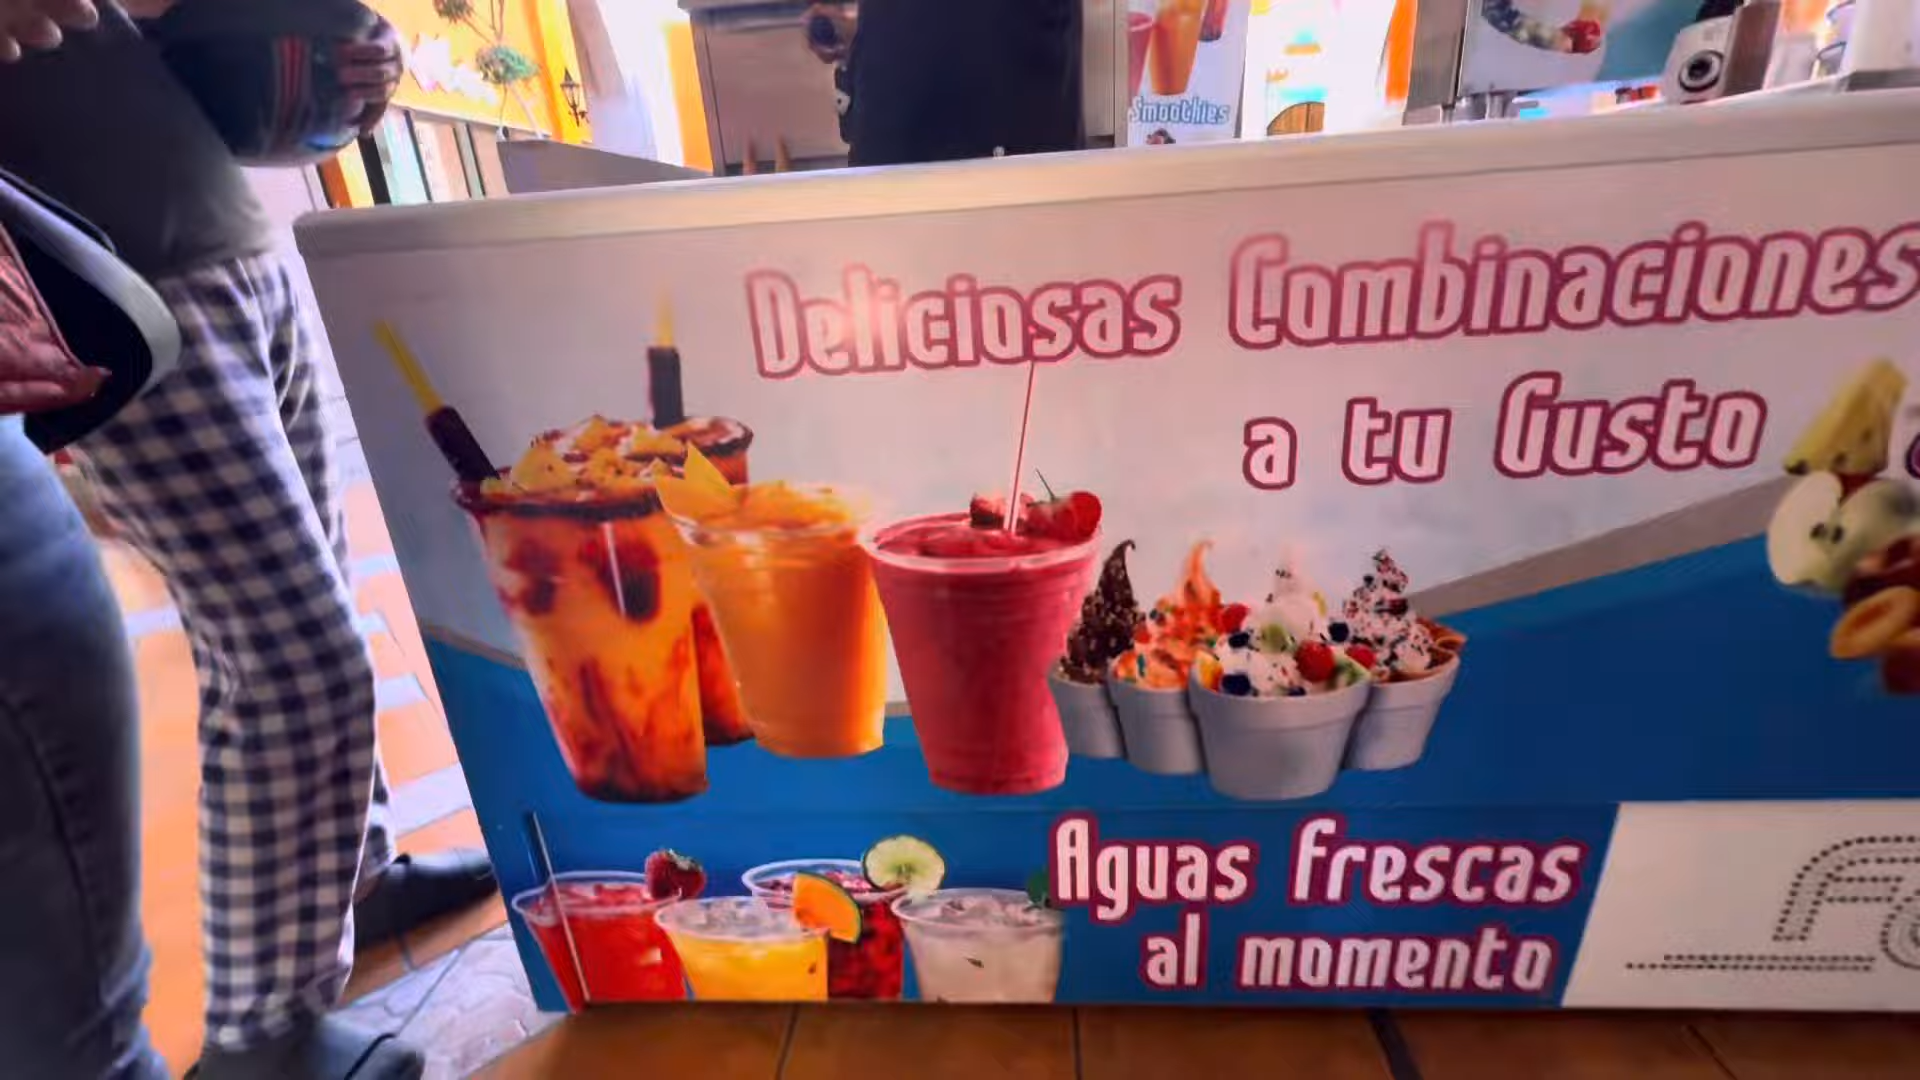 Smoothies
Deliciosas Combinaciones
a tu Gusto
Aguas frescas
al momento